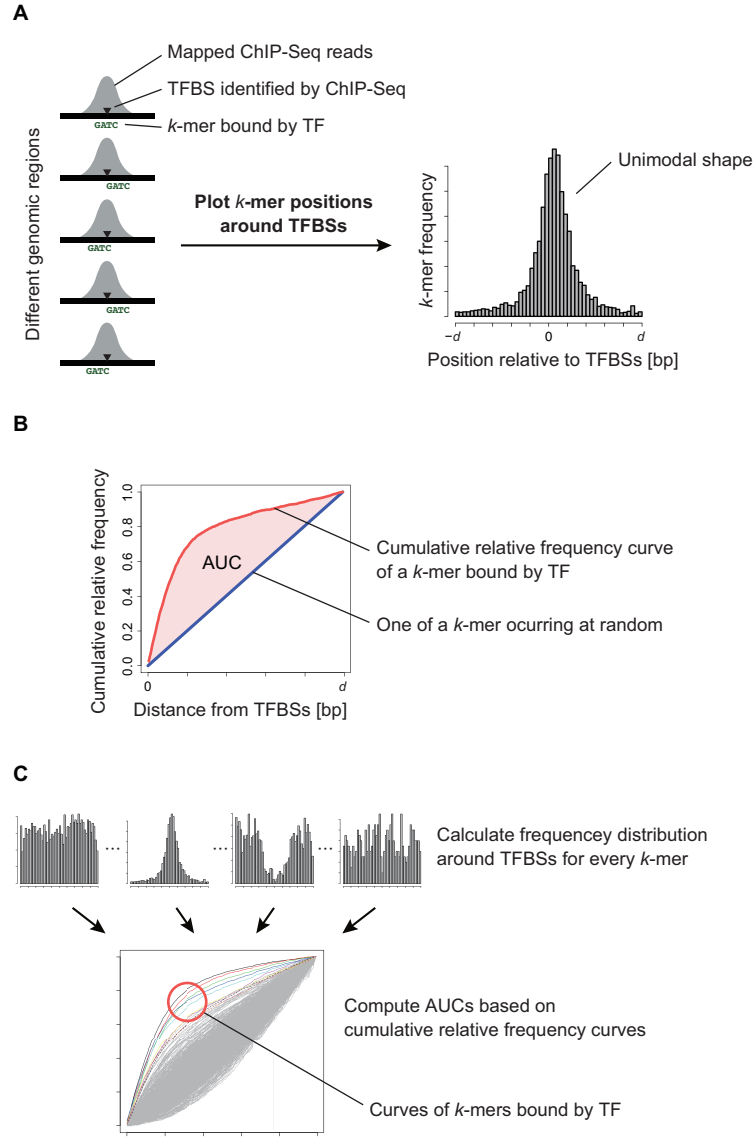 A
Mapped ChIP-Seq reads
TFBS identified by ChIP-Seq
k-mer bound by TF
GATC
GATC
GATC
GATC
GATC
Different genomic regions
Plot k-mer positions
around TFBSs
Unimodal shape
k-mer frequency
−d
0
d
Position relative to TFBSs [bp]
B
Cumulative relative frequency
1.0
0.8
0.6
0.4
0.2
0.0
AUC
Cumulative relative frequency curve
of a k-mer bound by TF
One of a k-mer ocurring at random
0
d
Distance from TFBSs [bp]
C
...
...
...
Calculate frequencey distribution
around TFBSs for every k-mer
Compute AUCs based on
cumulative relative frequency curves
Curves of k-mers bound by TF